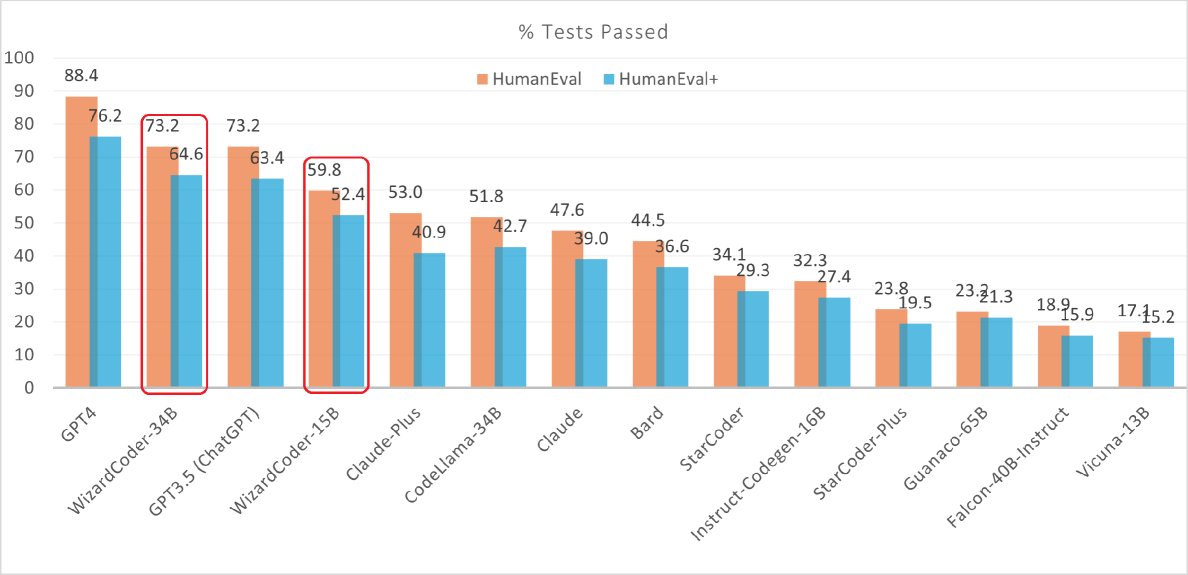 % Tests Passed
HumanEval HumanEval+
100
90
80
70
60
50
40
30
20
10
0
88.4 76.2
73.2 64.6
73.2 63.4
59.8 52.4
53.0 40.9
51.8 42.7
47.6 39.0
44.5 36.6
34.1 29.3
32.3 27.4
23.8 19.5
23.2 21.3
18.9 15.9
17.1 15.2
GPT4
WizardCoder-34B
GPT3.5 (ChatGPT)
WizardCoder-15B
Claude-Plus
CodeLlama-34B
Claude
Bard
StarCoder
Instruct-Codegen-16B
StarCoder-Plus
Guanaco-65B
Falcon-40B-Instruct
Vicuna-13B